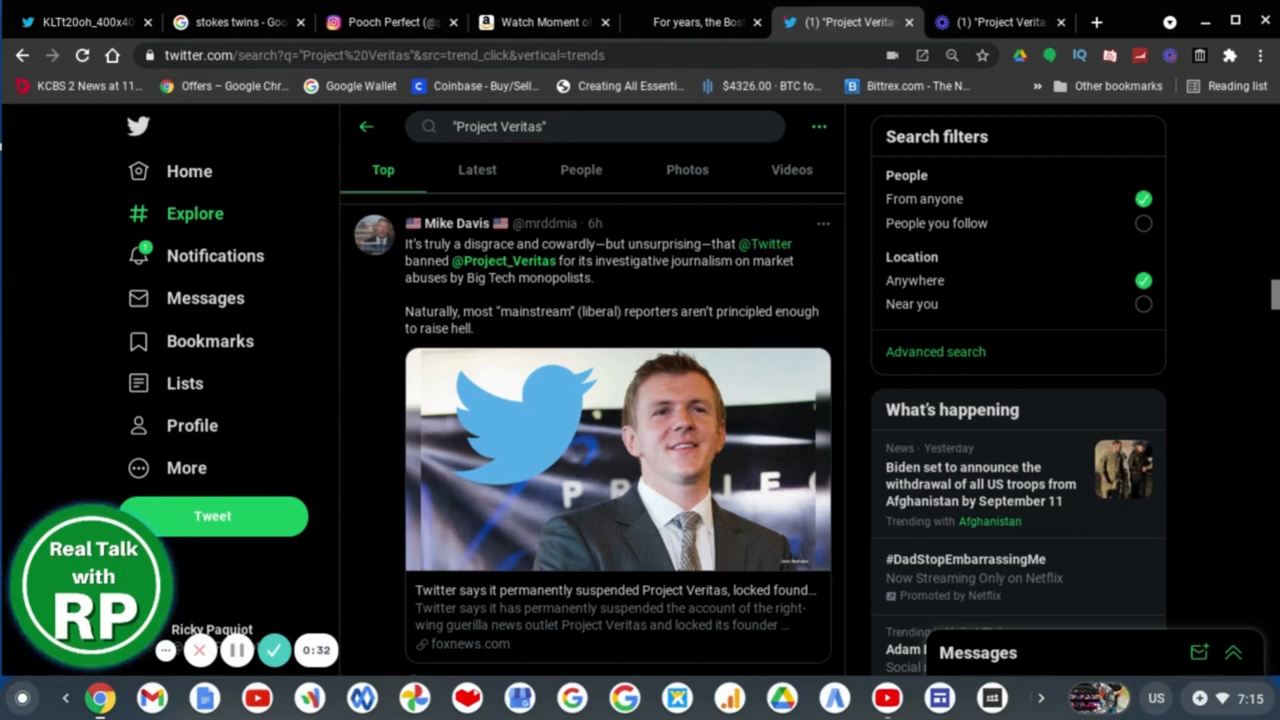 KLTt20oh_400x40
stokes twins - Goo
Pooch Perfect (@p
Watch Moment of
For years, the Bost
(1) "Project Verita
(1) "Project Verita
twitter.com/search?q="Project%20Veritas"&src=trend_click&vertical=trends
KCBS 2 News at 11...
Offers – Google Chr...
Google Wallet
Coinbase - Buy/Sell...
Creating All Essenti...
$4326.00 · BTC to...
Bittrex.com - The N...
»
Other bookmarks
Reading list
Home
Explore
1
Notifications
Messages
Bookmarks
Lists
Profile
More
Tweet
Real Talk
with
RP
Ricky Paquiot
0:32
"Project Veritas"
Top
Latest
People
Photos
Videos
🇺🇸 Mike Davis 🇺🇸 @mrddmia · 6h
It's truly a disgrace and cowardly—but unsurprising—that @Twitter
banned @Project_Veritas for its investigative journalism on market
abuses by Big Tech monopolists.
Naturally, most "mainstream" (liberal) reporters aren't principled enough
to raise hell.
Twitter says it permanently suspended Project Veritas, locked found...
Twitter says it has permanently suspended the account of the right-
wing guerilla news outlet Project Veritas and locked its founder ...
foxnews.com
Search filters
People
From anyone
People you follow
Location
Anywhere
Near you
Advanced search
What's happening
News · Yesterday
Biden set to announce the
withdrawal of all US troops from
Afghanistan by September 11
Trending with Afghanistan
#DadStopEmbarrassingMe
Now Streaming Only on Netflix
Promoted by Netflix
Trending
Adam
Social
Messages
US
7:15